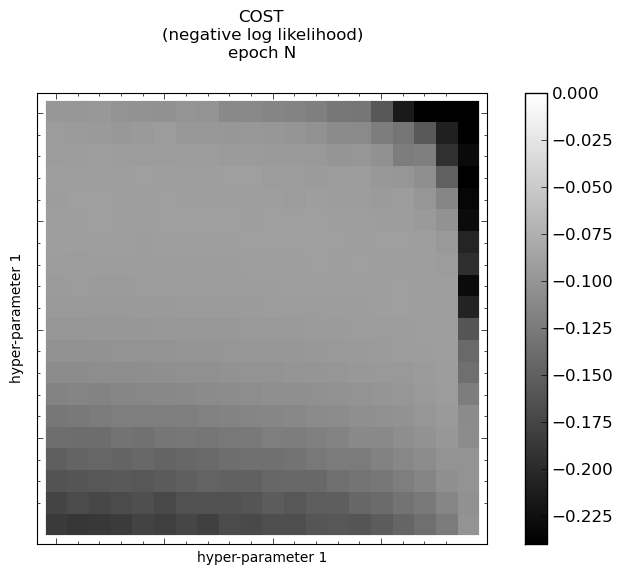 COST
(negative log likelihood)
epoch N
0.000
−0.025
−0.050
−0.075
−0.100
−0.125
−0.150
−0.175
−0.200
−0.225
hyper-parameter 1
hyper-parameter 1